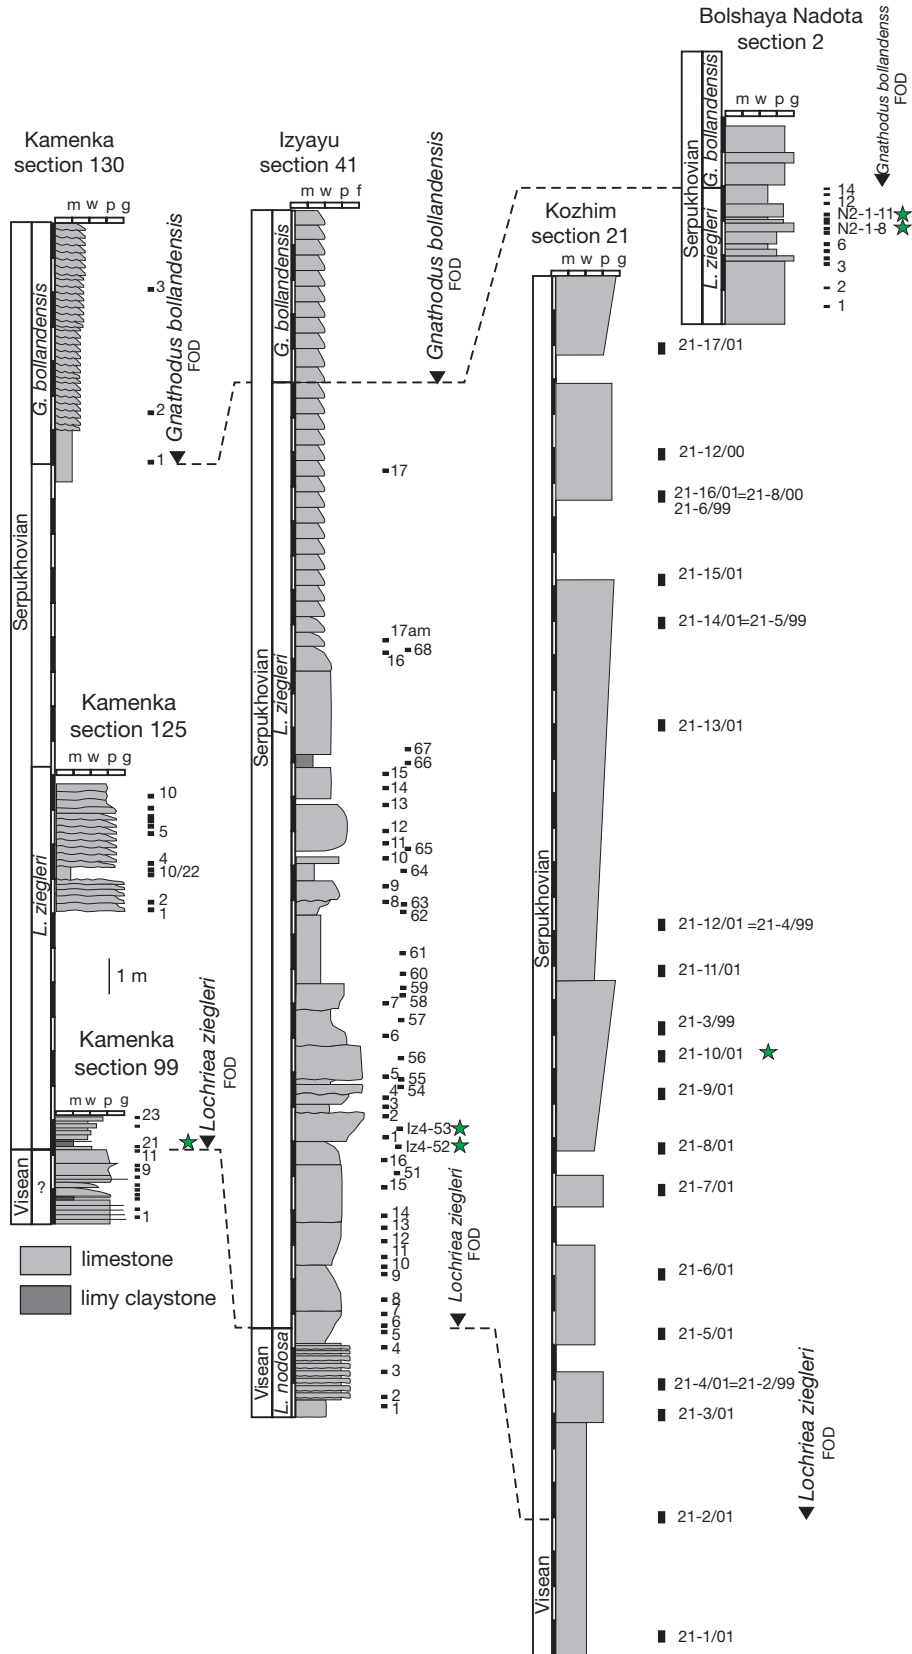 Bolshaya Nadota
section 2
Gnathodus bollandenss
FOD
m w p g
Serpukhovian
G. bollandensis
L. ziegleri
14
12
N2-1-11
N2-1-8
6
3
2
1
Kamenka
section 130
m w p g
Serpukhovian
G. bollandensis
3
2
1
Gnathodus bollandensis
FOD
Kamenka
section 125
m w p g
L. ziegleri
10
5
4
10/22
2
1
1 m
Kamenka
section 99
m w p g
Lochriea ziegleri
FOD
23
21
11
9
1
Visean
?
limestone
limy claystone
Izyayu
section 41
m w p f
Gnathodus bollandensis
FOD
G. bollandensis
Serpukhovian
L. ziegleri
17
17am
68
16
67
66
15
14
13
12
11
65
10
64
9
8
63
62
61
60
59
58
7
57
6
56
5
55
54
4
3
2
Iz4-53
1
Iz4-52
16
51
15
14
13
12
11
10
9
8
7
6
5
4
3
2
1
Visean
L. nodosa
Lochriea ziegleri
FOD
Kozhim
section 21
m w p g
Serpukhovian
Visean
21-17/01
21-12/00
21-16/01=21-8/00
21-6/99
21-15/01
21-14/01=21-5/99
21-13/01
21-12/01 =21-4/99
21-11/01
21-3/99
21-10/01
21-9/01
21-8/01
21-7/01
21-6/01
21-5/01
21-4/01=21-2/99
21-3/01
21-2/01
21-1/01
Lochriea ziegleri
FOD